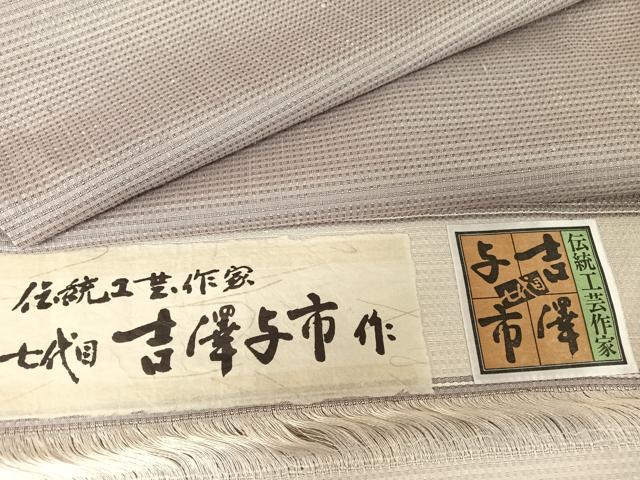 伝統工芸作家
七代目 吉澤与市 作
伝統工芸作家
吉澤
七代目
与市